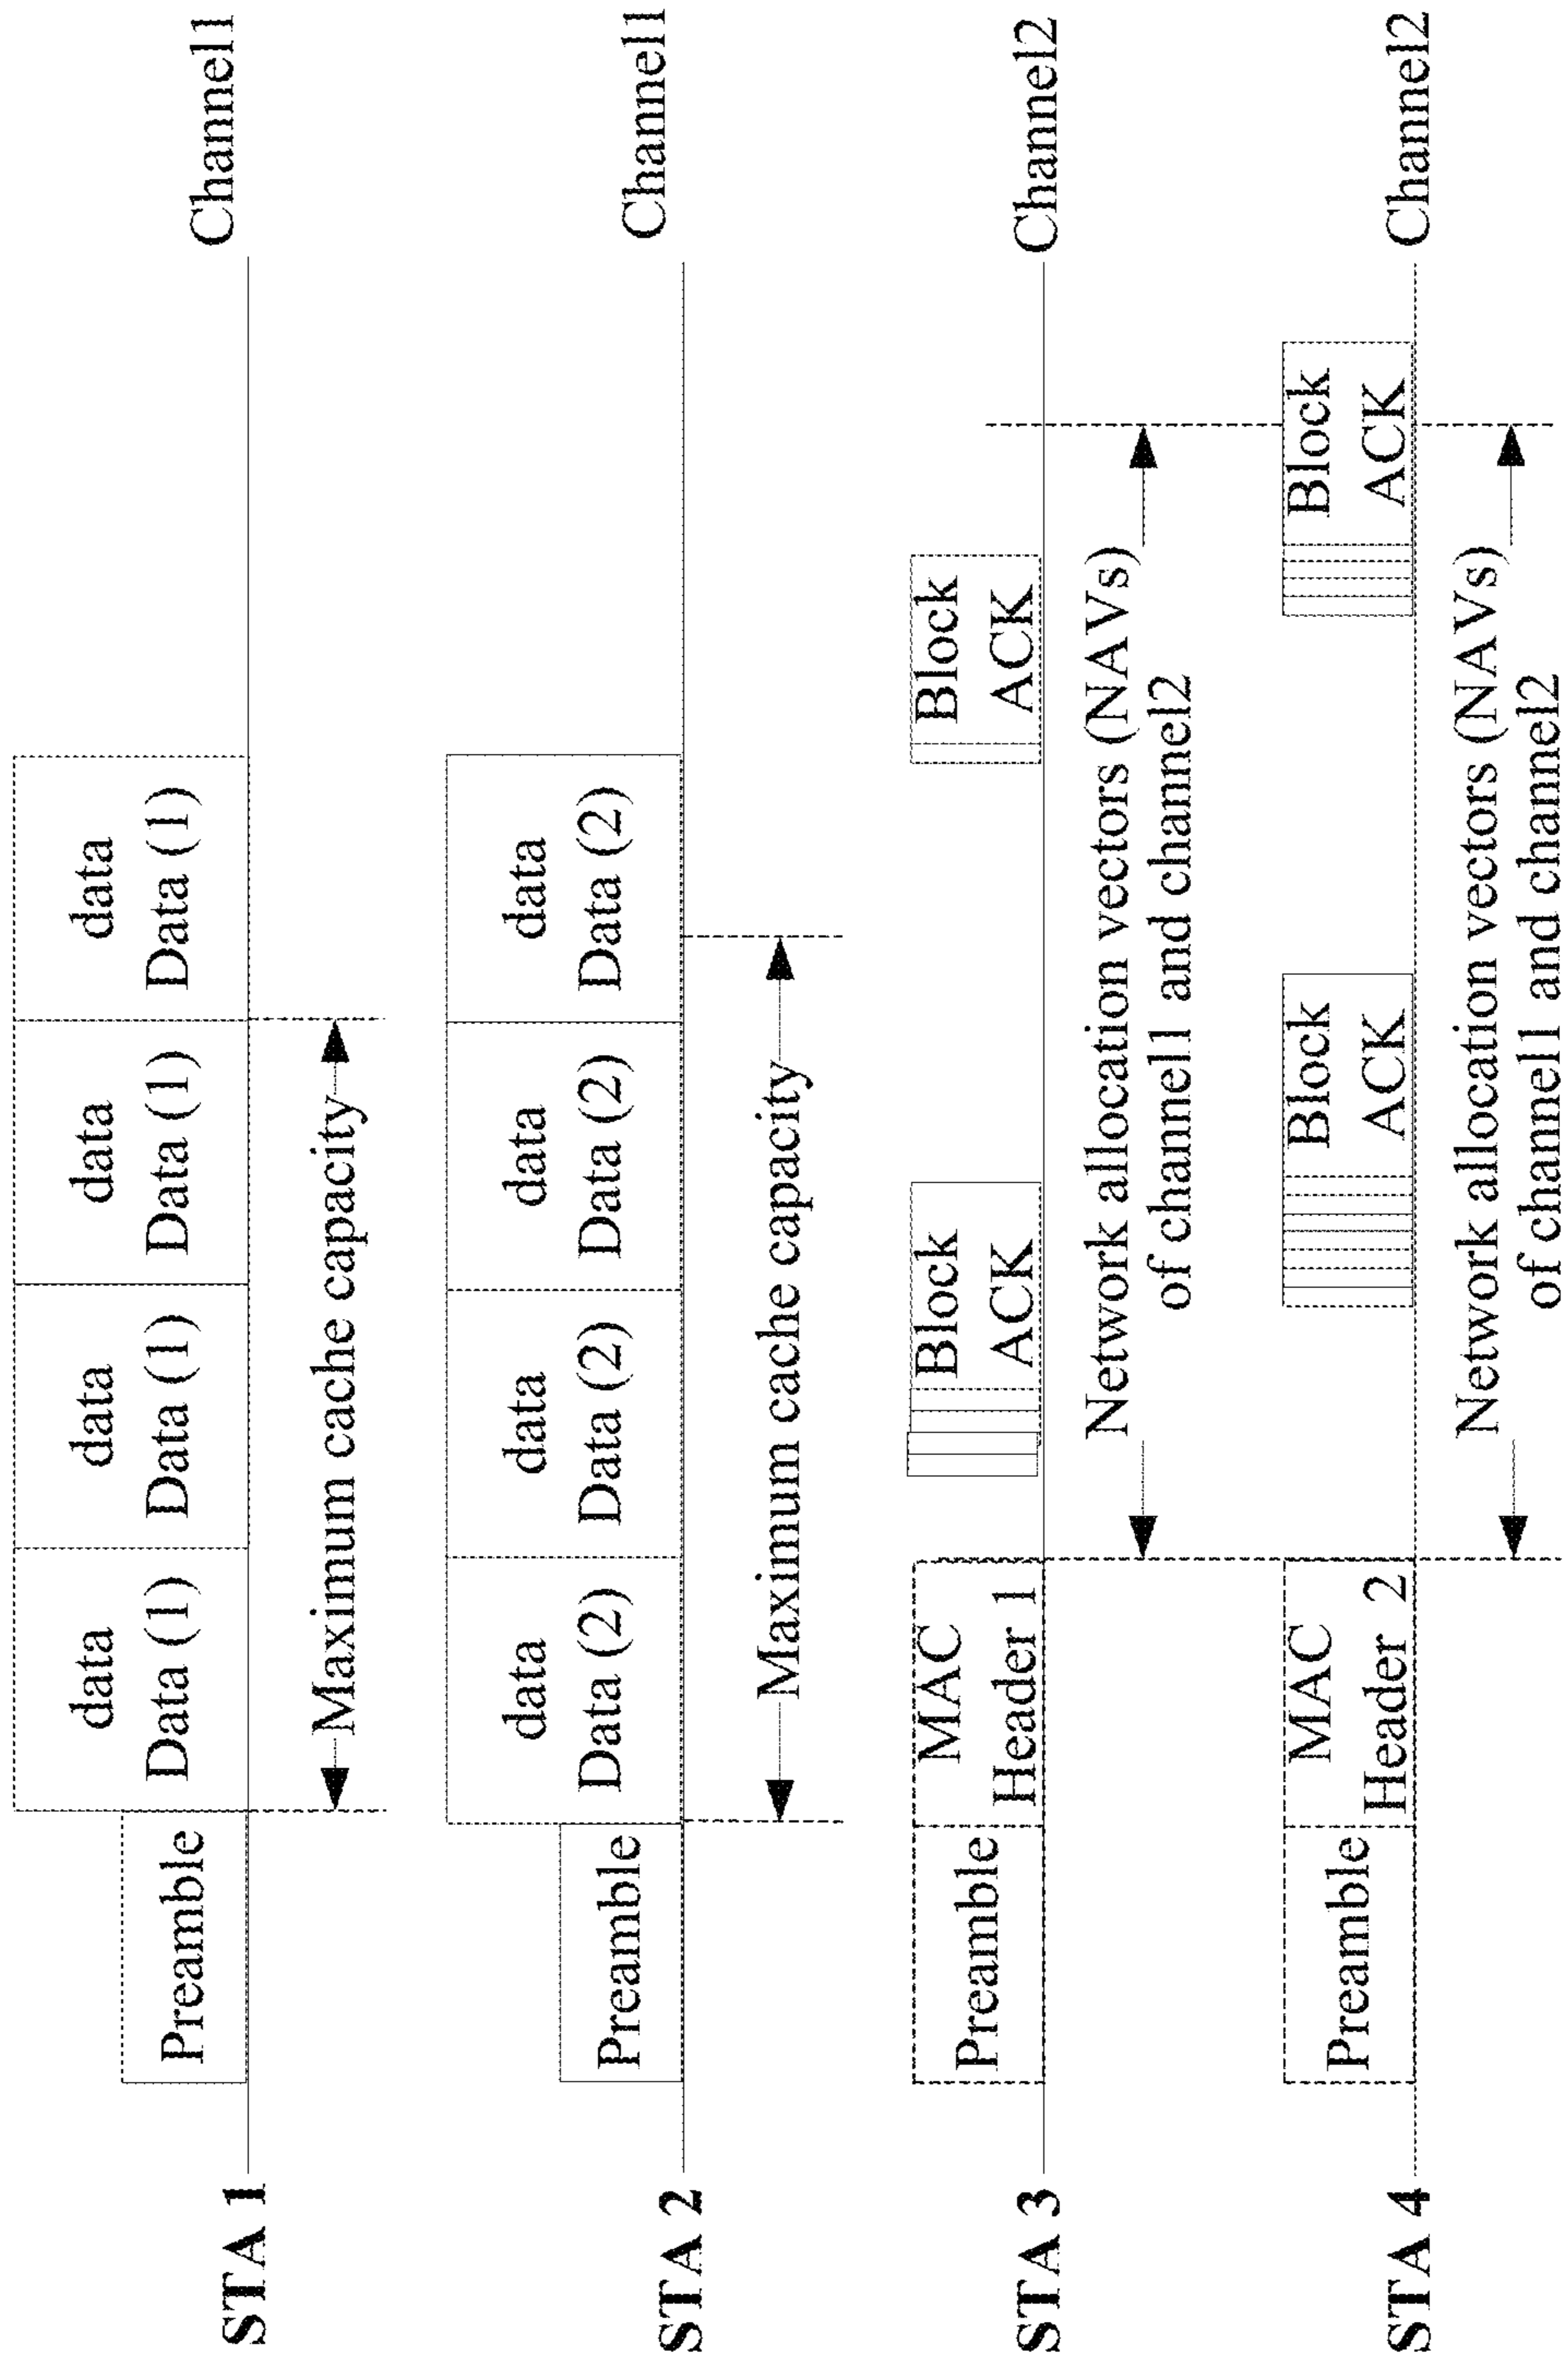 STA 1
Preamble
data
Data (1)
data
Data (1)
data
Data (1)
data
Data (1)
Channel1
Maximum cache capacity
STA 2
Preamble
data
Data (2)
data
Data (2)
data
Data (2)
data
Data (2)
Channel1
Maximum cache capacity
STA 3
Preamble
MAC
Header 1
Block
ACK
Block
ACK
Channel2
Network allocation vectors (NAVs)
of channel1 and channel2
STA 4
Preamble
MAC
Header 2
Block
ACK
Block
ACK
Channel2
Network allocation vectors (NAVs)
of channel1 and channel2